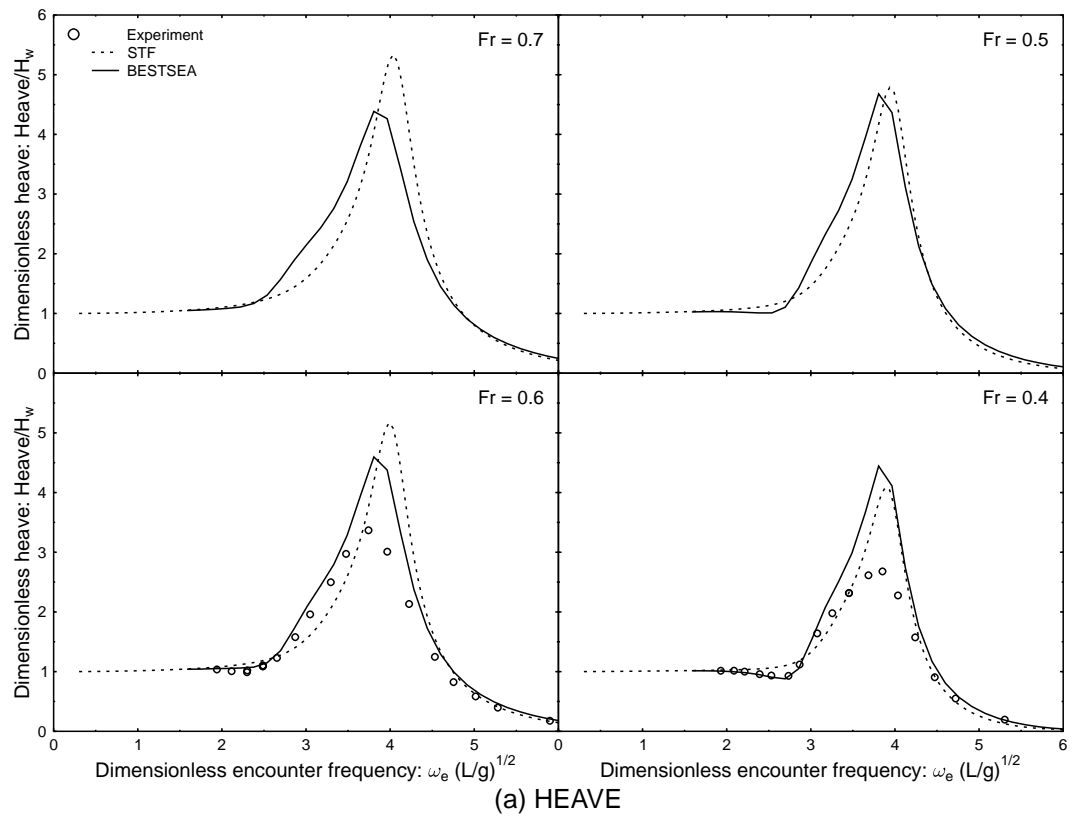 Experiment
STF
BESTSEA
Fr = 0.7
Fr = 0.5
Dimensionless heave: Heave/H_w
6
5
4
3
2
1
0
Fr = 0.6
Fr = 0.4
Dimensionless heave: Heave/H_w
5
4
3
2
1
0
0 1 2 3 4 5 0 1 2 3 4 5 6
Dimensionless encounter frequency: ω_e (L/g)^1/2 Dimensionless encounter frequency: ω_e (L/g)^1/2
(a) HEAVE